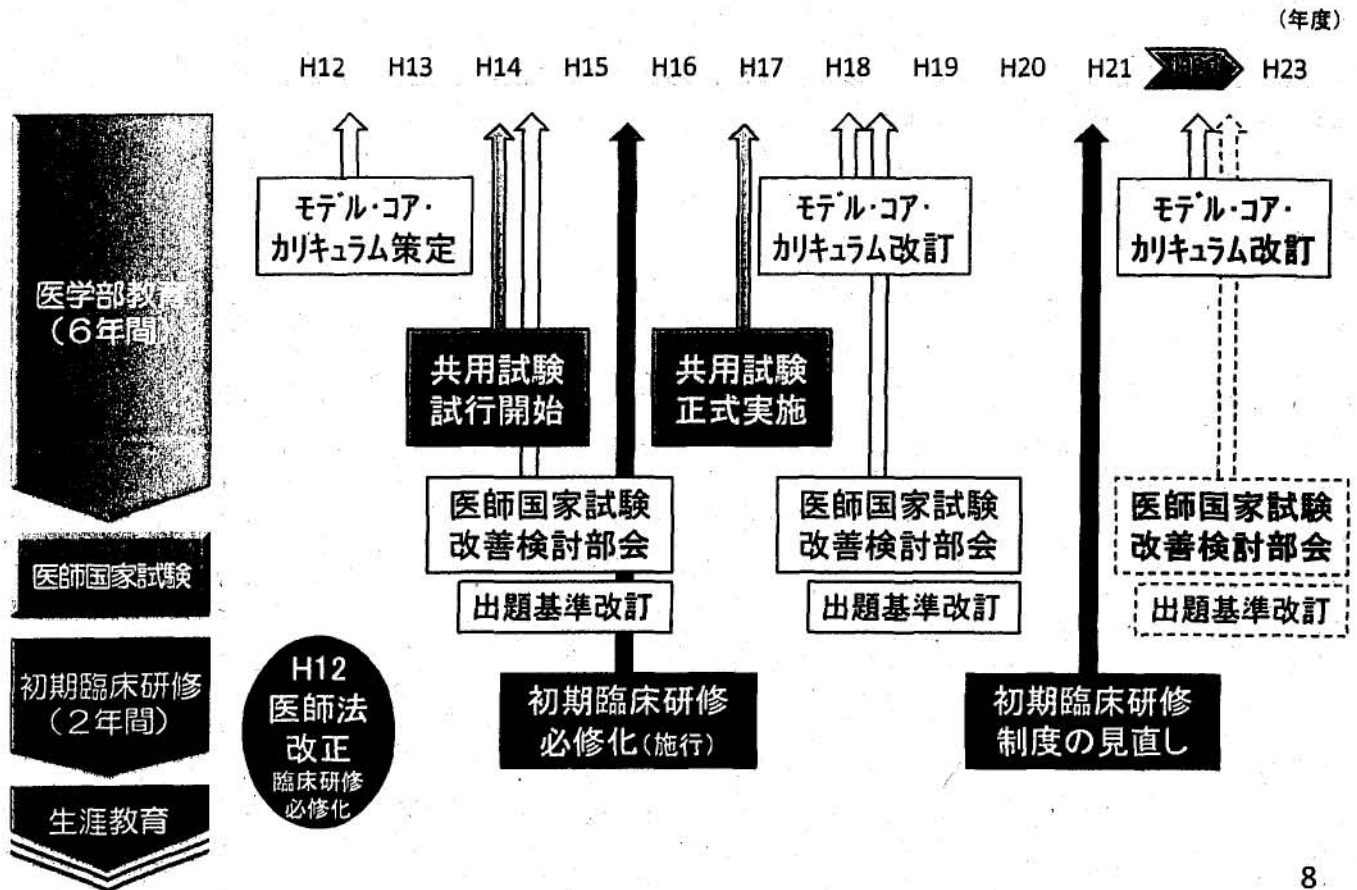 (年度)
H12 H13 H14 H15 H16 H17 H18 H19 H20 H21 H23
モデル・コア・
カリキュラム策定
モデル・コア・
カリキュラム改訂
モデル・コア・
カリキュラム改訂
医学部教育
(6年間)
共用試験
試行開始
共用試験
正式実施
医師国家試験
改善検討部会
医師国家試験
改善検討部会
医師国家試験
改善検討部会
医師国家試験
出題基準改訂
出題基準改訂
出題基準改訂
初期臨床研修
(2年間)
H12
医師法
改正
臨床研修
必修化
初期臨床研修
必修化(施行)
初期臨床研修
制度の見直し
生涯教育
8